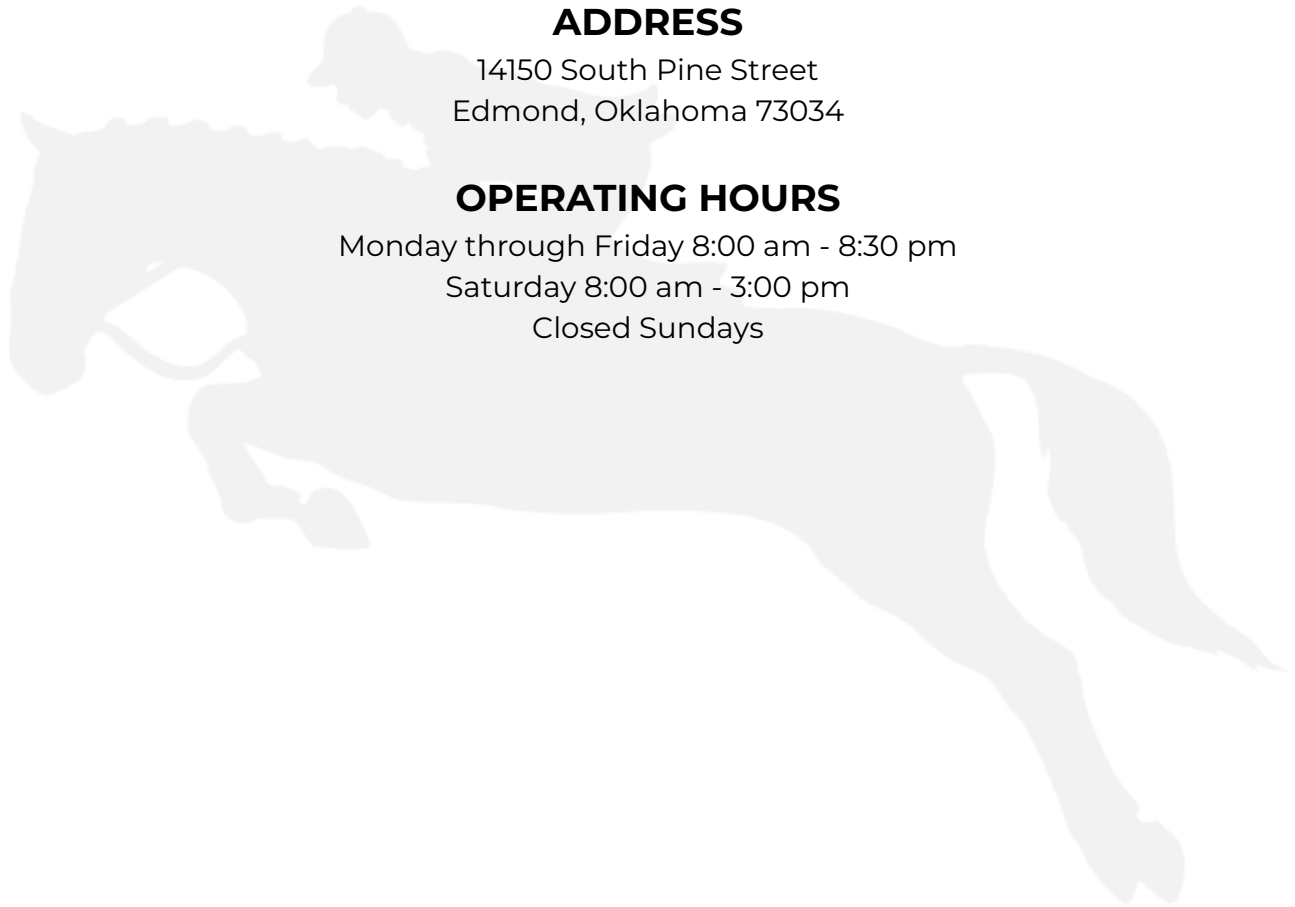 ADDRESS
14150 South Pine Street
Edmond, Oklahoma 73034
OPERATING HOURS
Monday through Friday 8:00 am - 8:30 pm
Saturday 8:00 am - 3:00 pm
Closed Sundays